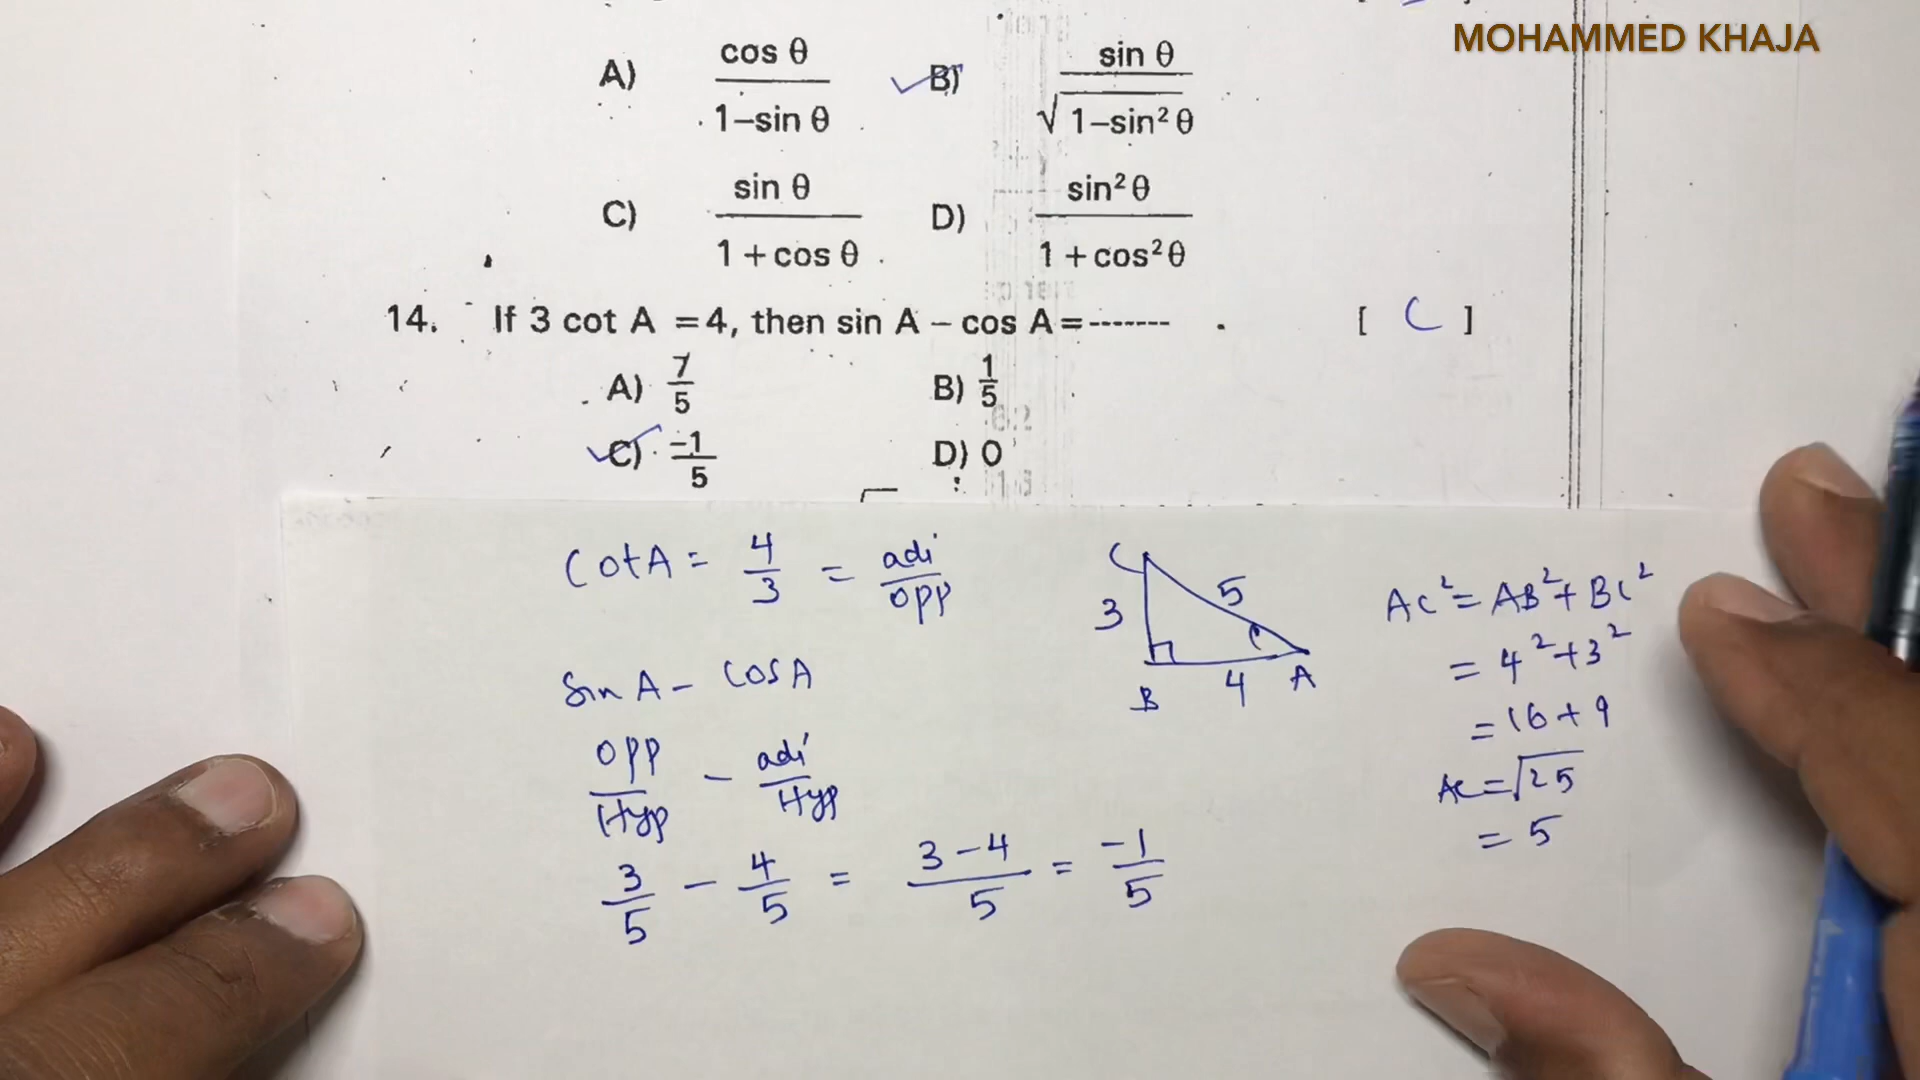 MOHAMMED KHAJA
A) cos θ / 1–sin θ B) sin θ / √1–sin² θ
C) sin θ / 1 + cos θ D) sin² θ / 1 + cos² θ
14. If 3 cot A = 4, then sin A – cos A = ------- . [ C ]
A) 7/5 B) 1/5
C) –1/5 D) 0
Cot A = 4/3 = adj/opp
Sin A – Cos A
opp/Hyp – adj/Hyp
3/5 – 4/5 = 3 – 4/5 = –1/5
C
3 5
B 4 A
AC² = AB² + BC²
= 4² + 3²
= 16 + 9
AC = √25
= 5